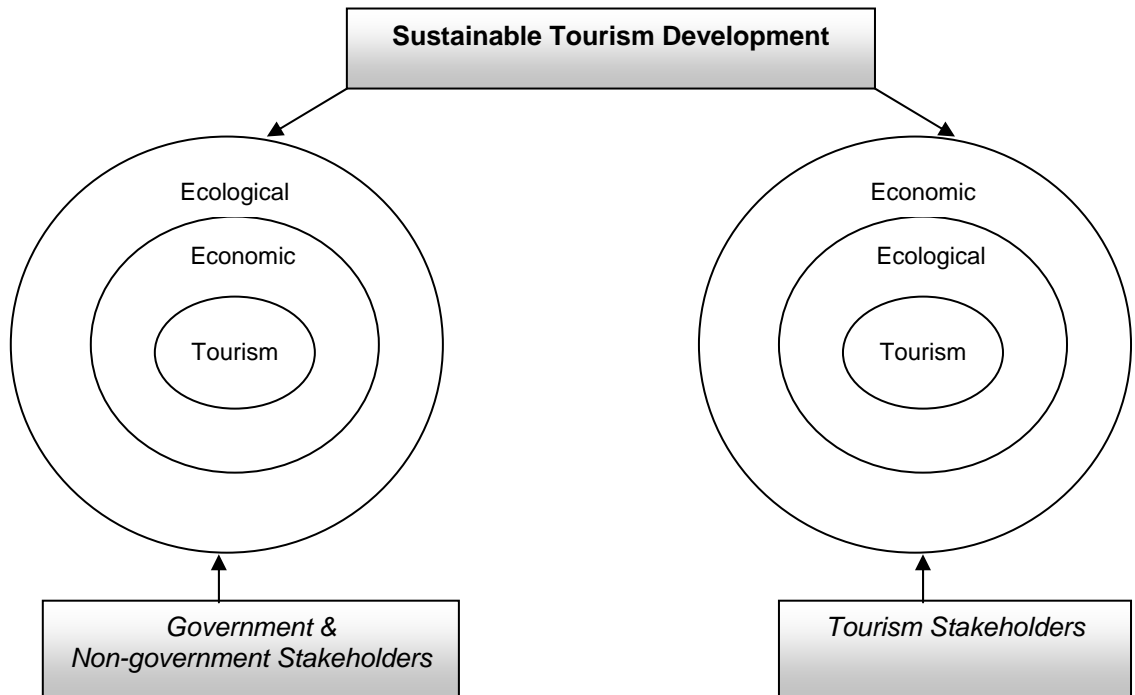 Sustainable Tourism Development
Ecological
Economic
Tourism
Economic
Ecological
Tourism
Government &
Non-government Stakeholders
Tourism Stakeholders